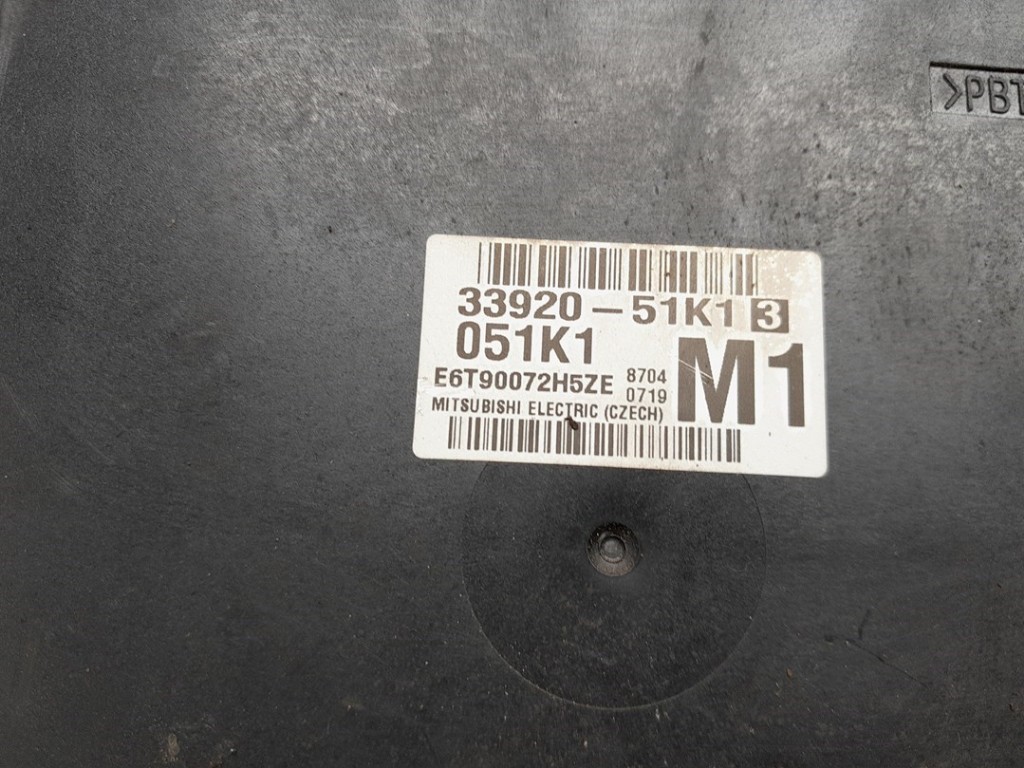 >PBT
33920-51K1 3
051K1
E6T90072H5ZE 8704
0719
M1
MITSUBISHI ELECTRIC (CZECH)